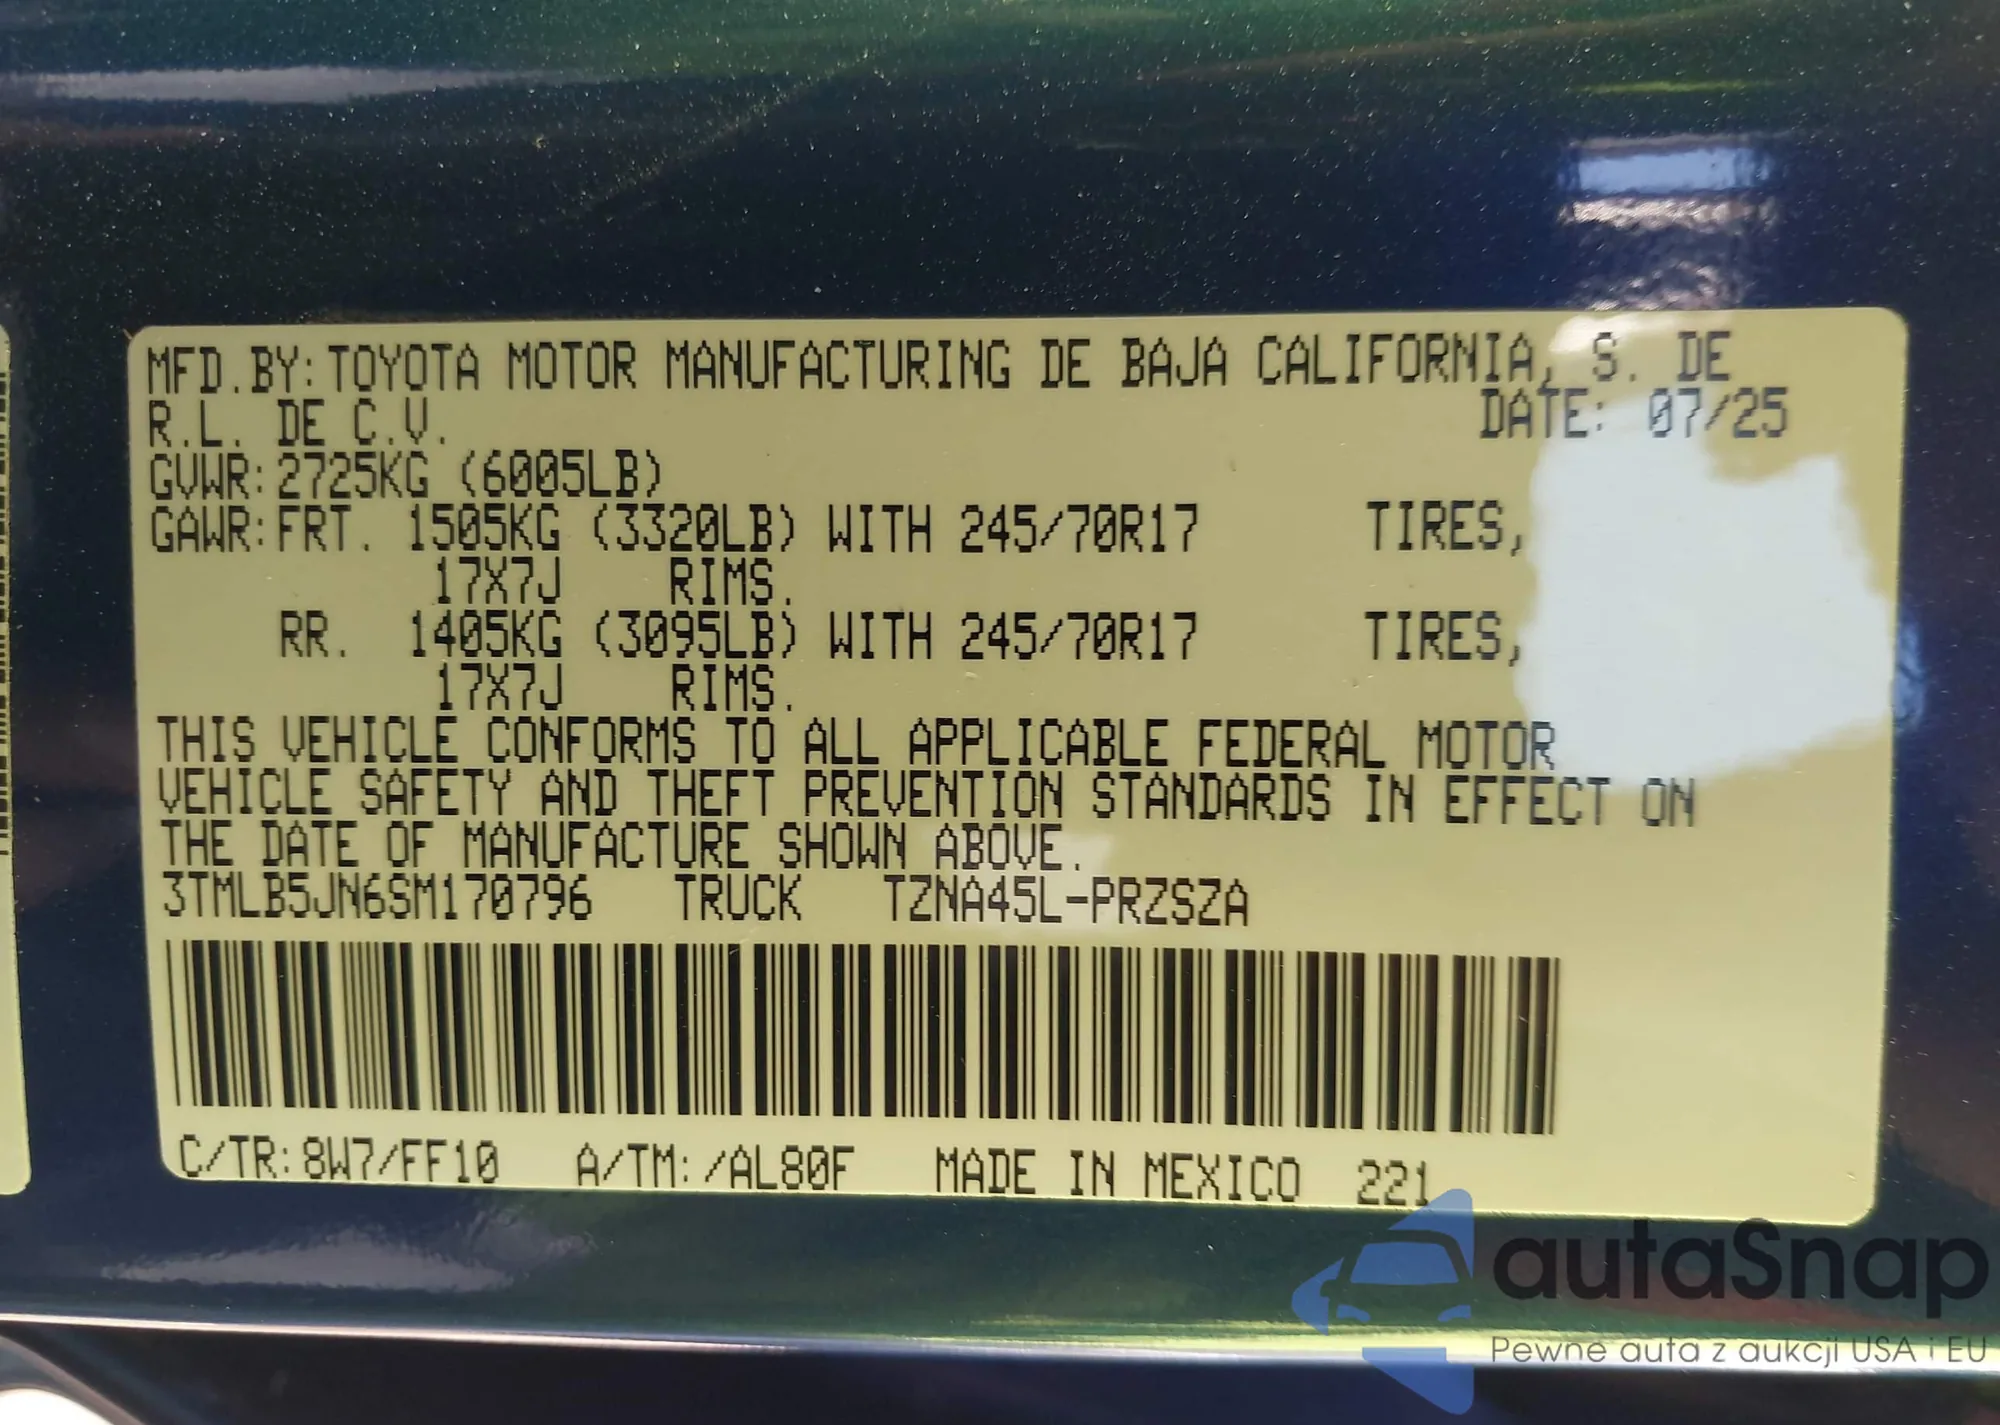 MFD.BY:TOYOTA MOTOR MANUFACTURING DE BAJA CALIFORNIA, S. DE
R.L. DE C.V. DATE: 07/25
GVWR:2725KG (6005LB)
GAWR:FRT. 1505KG (3320LB) WITH 245/70R17 TIRES,
17X7J RIMS.
RR. 1405KG (3095LB) WITH 245/70R17 TIRES,
17X7J RIMS.
THIS VEHICLE CONFORMS TO ALL APPLICABLE FEDERAL MOTOR
VEHICLE SAFETY AND THEFT PREVENTION STANDARDS IN EFFECT ON
THE DATE OF MANUFACTURE SHOWN ABOVE.
3TMLB5JN6SM170796 TRUCK TZNA45L-PRZSZA
C/TR:8W7/FF10 A/TM:/AL80F MADE IN MEXICO 221
autaSnap
Pewne auta z aukcji USA i EU